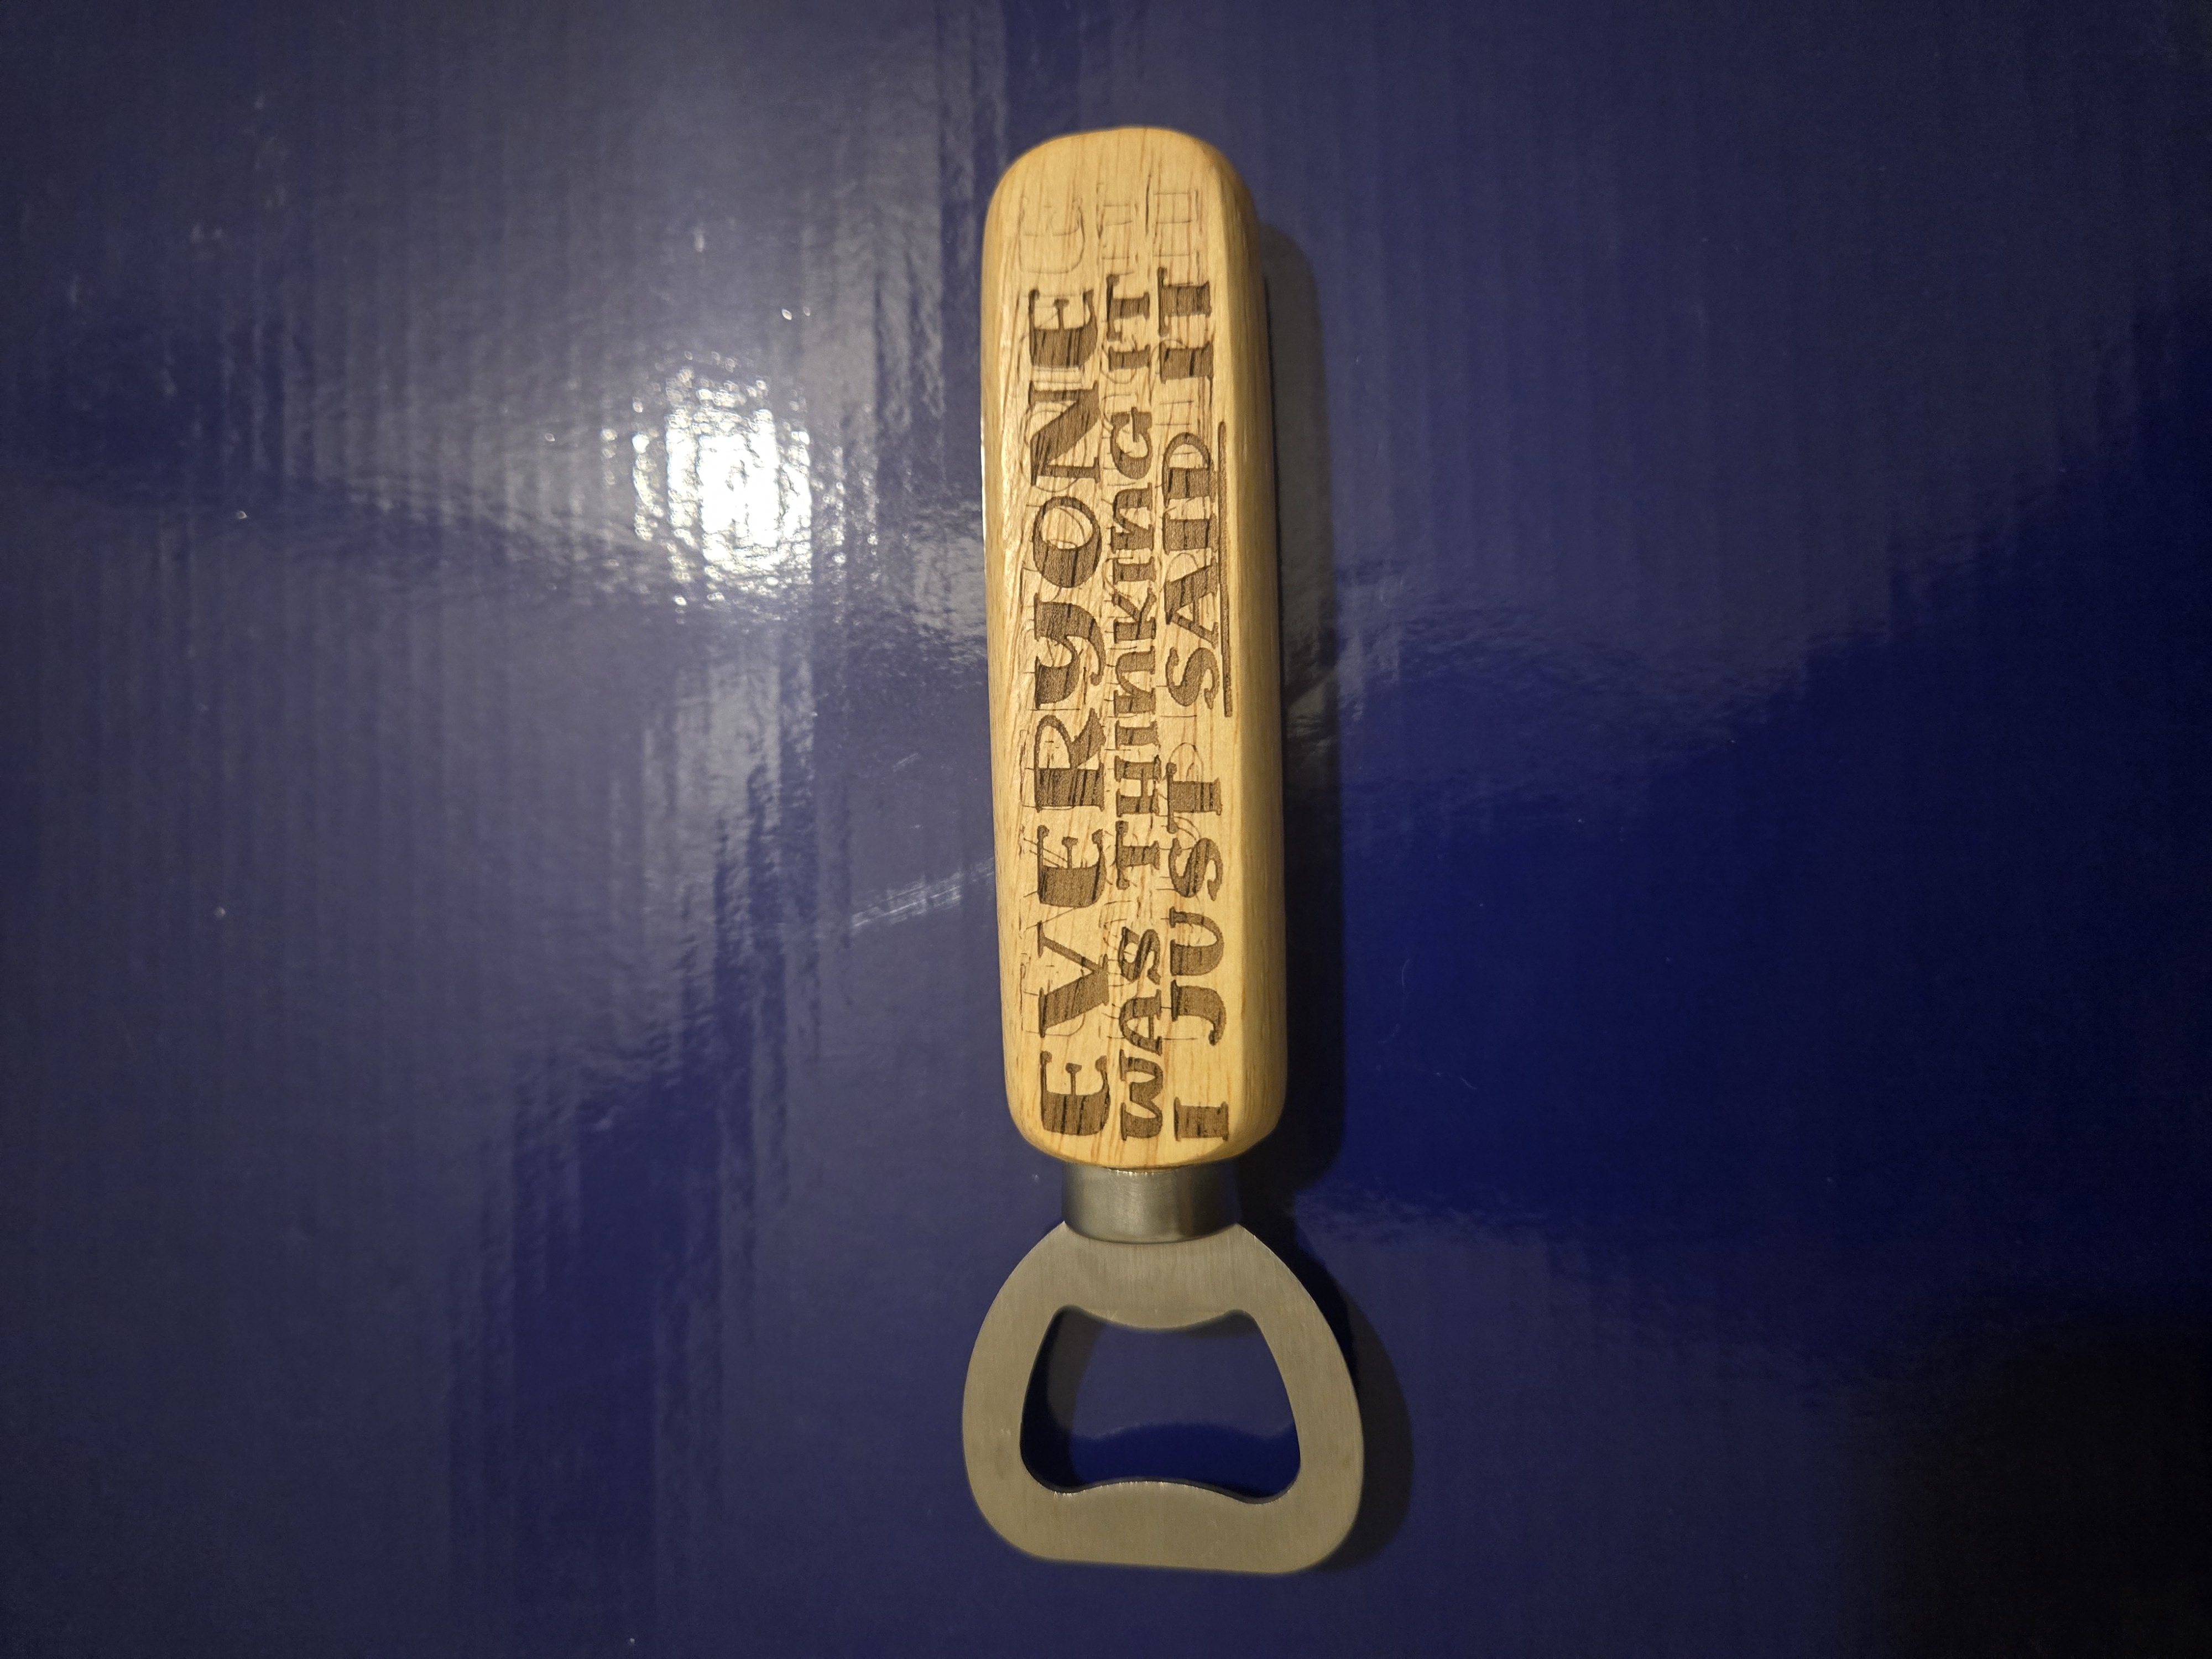 EVERyONE
WAS THInKInG IT
I JUST SAID IT